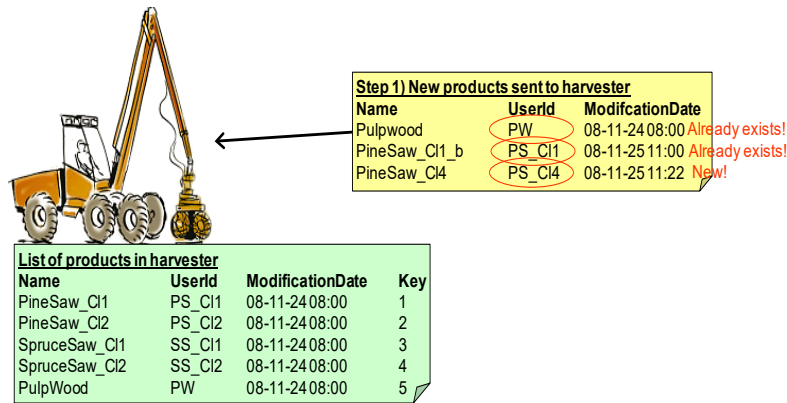 Step 1) New products sent to harvester
Name UserId ModifcationDate
Pulpwood PW 08-11-24 08:00 Already exists!
PineSaw_Cl1_b PS_Cl1 08-11-25 11:00 Already exists!
PineSaw_Cl4 PS_Cl4 08-11-25 11:22 New!
List of products in harvester
Name UserId ModificationDate Key
PineSaw_Cl1 PS_Cl1 08-11-24 08:00 1
PineSaw_Cl2 PS_Cl2 08-11-24 08:00 2
SpruceSaw_Cl1 SS_Cl1 08-11-24 08:00 3
SpruceSaw_Cl2 SS_Cl2 08-11-24 08:00 4
PulpWood PW 08-11-24 08:00 5